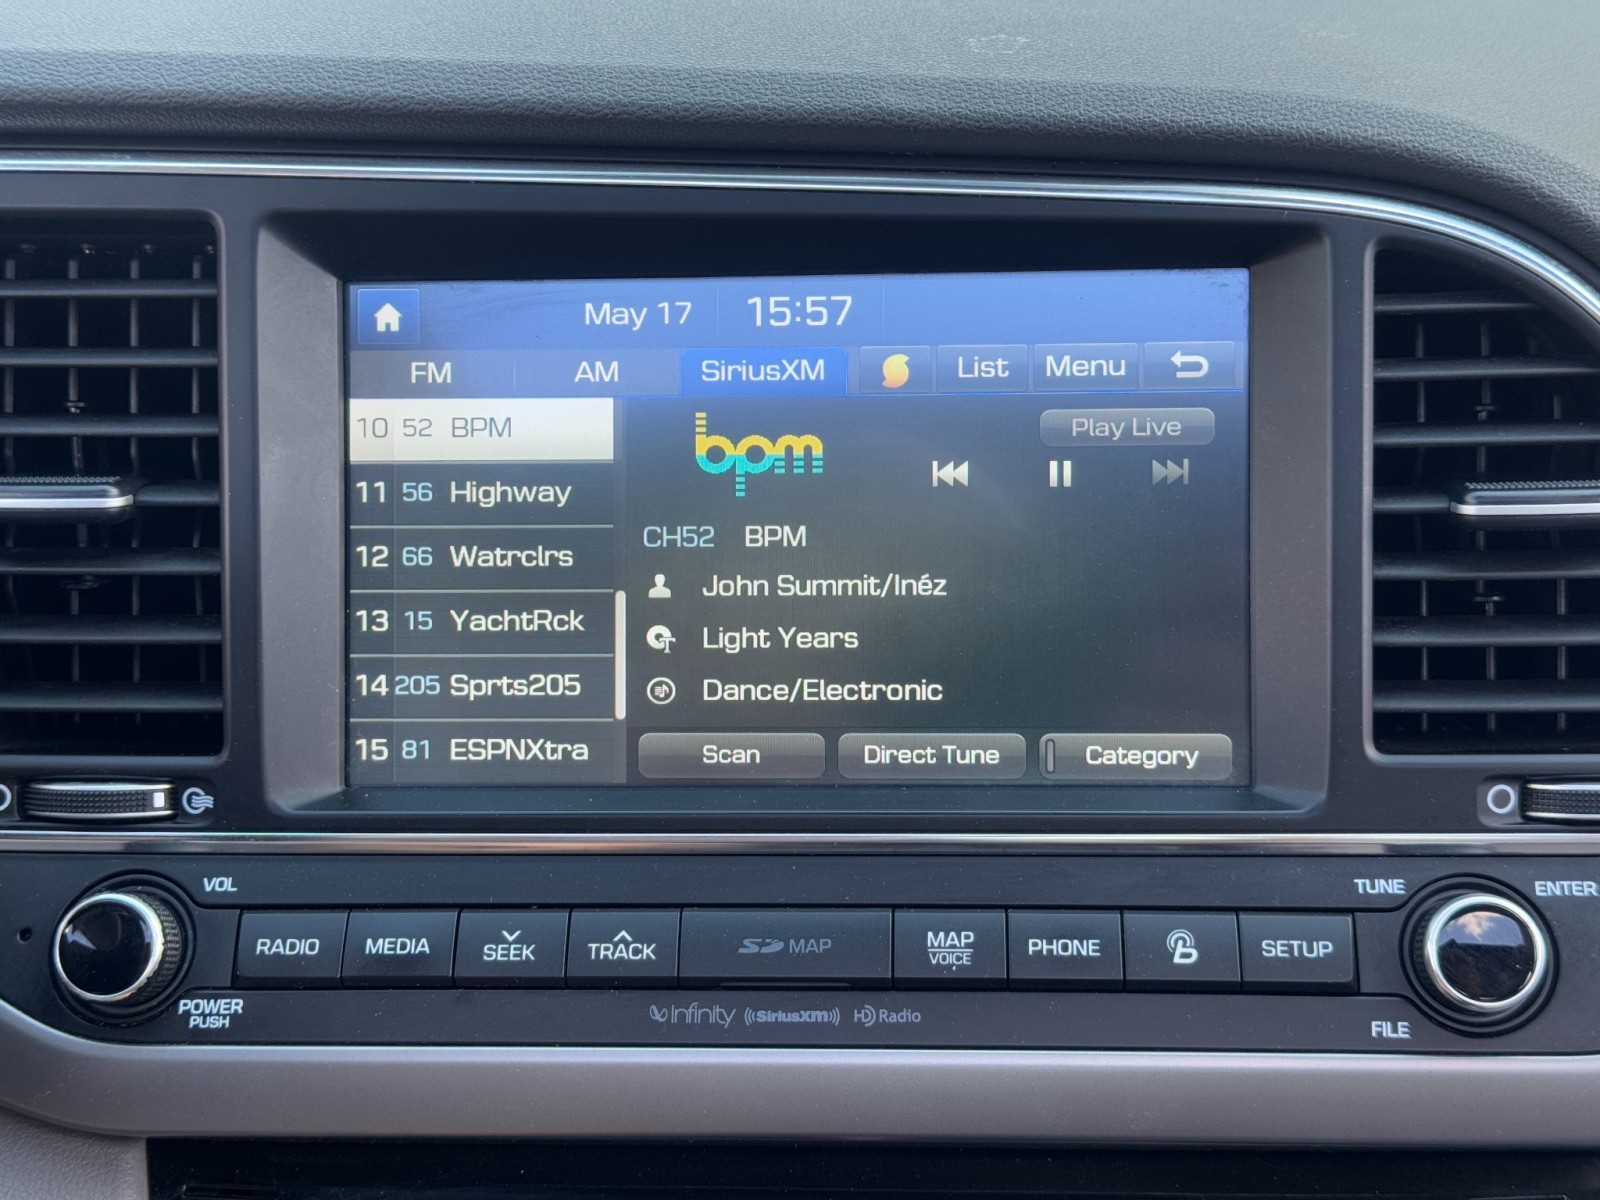 May 17 15:57
FM AM SiriusXM List Menu
10 52 BPM
11 56 Highway
12 66 Watrclrs
13 15 YachtRck
14 205 Sprts205
15 81 ESPNXtra
bpm
Play Live
CH52 BPM
John Summit/Inéz
Light Years
Dance/Electronic
Scan Direct Tune Category
VOL
TUNE ENTER
RADIO MEDIA SEEK TRACK SD MAP MAP VOICE PHONE SETUP
POWER
PUSH
Infinity ((SiriusXM)) HD Radio
FILE